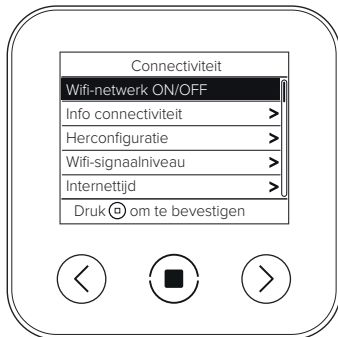 Connectiviteit
Wifi-netwerk ON/OFF
Info connectiviteit >
Herconfiguratie >
Wifi-signaalniveau >
Internettijd >
Druk om te bevestigen